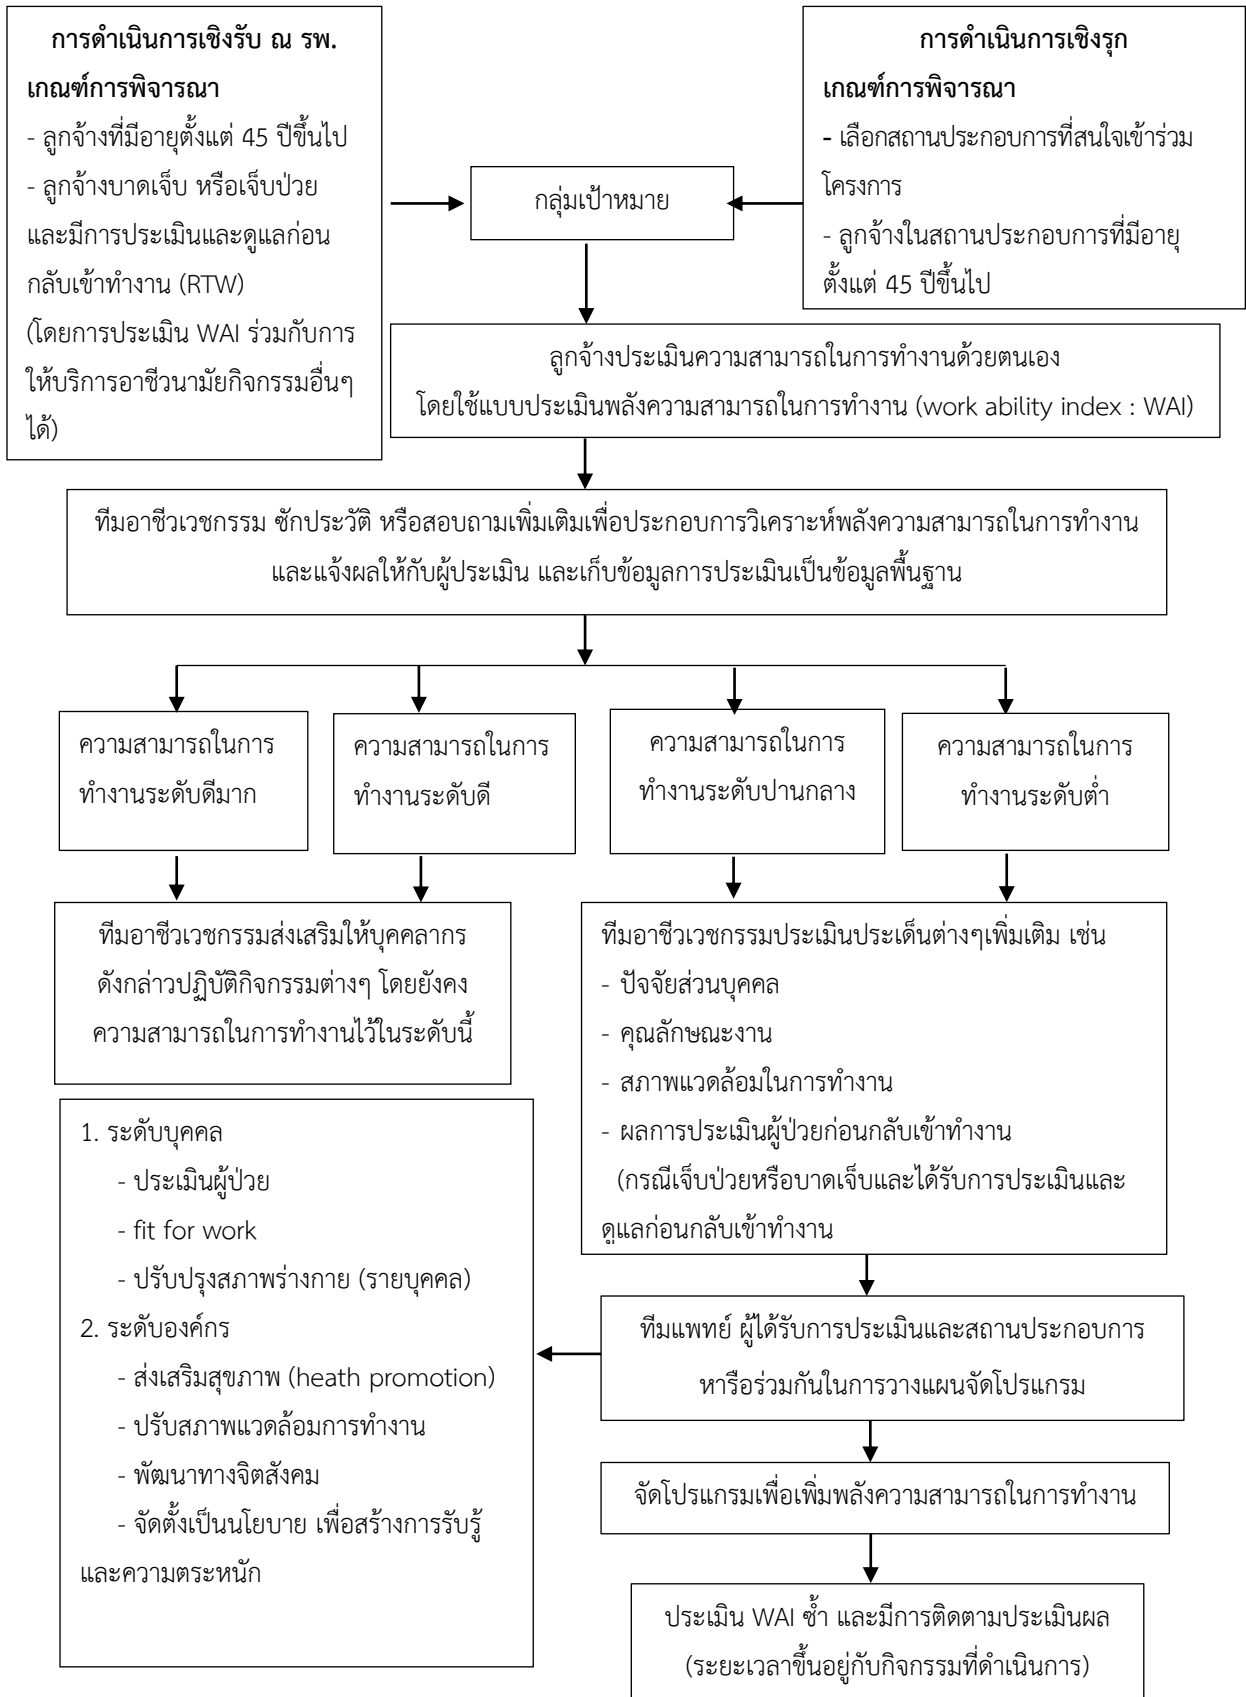 การดำเนินการเชิงรับ ณ รพ.
เกณฑ์การพิจารณา
- ลูกจ้างที่มีอายุตั้งแต่ 45 ปีขึ้นไป
- ลูกจ้างบาดเจ็บ หรือเจ็บป่วย
และมีการประเมินและดูแลก่อน
กลับเข้าทำงาน (RTW)
(โดยการประเมิน WAI ร่วมกับการ
ให้บริการอาชีวนามัยกิจกรรมอื่นๆ
ได้)
การดำเนินการเชิงรุก
เกณฑ์การพิจารณา
- เลือกสถานประกอบการที่สนใจเข้าร่วม
โครงการ
- ลูกจ้างในสถานประกอบการที่มีอายุ
ตั้งแต่ 45 ปีขึ้นไป
กลุ่มเป้าหมาย
ลูกจ้างประเมินความสามารถในการทำงานด้วยตนเอง
โดยใช้แบบประเมินพลังความสามารถในการทำงาน (work ability index : WAI)
ทีมอาชีวเวชกรรม ซักประวัติ หรือสอบถามเพิ่มเติมเพื่อประกอบการวิเคราะห์พลังความสามารถในการทำงาน
และแจ้งผลให้กับผู้ประเมิน และเก็บข้อมูลการประเมินเป็นข้อมูลพื้นฐาน
ความสามารถในการ
ทำงานระดับดีมาก
ความสามารถในการ
ทำงานระดับดี
ความสามารถในการ
ทำงานระดับปานกลาง
ความสามารถในการ
ทำงานระดับต่ำ
ทีมอาชีวเวชกรรมส่งเสริมให้บุคคลากร
ดังกล่าวปฏิบัติกิจกรรมต่างๆ โดยยังคง
ความสามารถในการทำงานไว้ในระดับนี้
ทีมอาชีวเวชกรรมประเมินประเด็นต่างๆเพิ่มเติม เช่น
- ปัจจัยส่วนบุคคล
- คุณลักษณะงาน
- สภาพแวดล้อมในการทำงาน
- ผลการประเมินผู้ป่วยก่อนกลับเข้าทำงาน
(กรณีเจ็บป่วยหรือบาดเจ็บและได้รับการประเมินและ
ดูแลก่อนกลับเข้าทำงาน
1. ระดับบุคคล
- ประเมินผู้ป่วย
- fit for work
- ปรับปรุงสภาพร่างกาย (รายบุคคล)
2. ระดับองค์กร
- ส่งเสริมสุขภาพ (heath promotion)
- ปรับสภาพแวดล้อมการทำงาน
- พัฒนาทางจิตสังคม
- จัดตั้งเป็นนโยบาย เพื่อสร้างการรับรู้
และความตระหนัก
ทีมแพทย์ ผู้ได้รับการประเมินและสถานประกอบการ
หารือร่วมกันในการวางแผนจัดโปรแกรม
จัดโปรแกรมเพื่อเพิ่มพลังความสามารถในการทำงาน
ประเมิน WAI ซ้ำ และมีการติดตามประเมินผล
(ระยะเวลาขึ้นอยู่กับกิจกรรมที่ดำเนินการ)